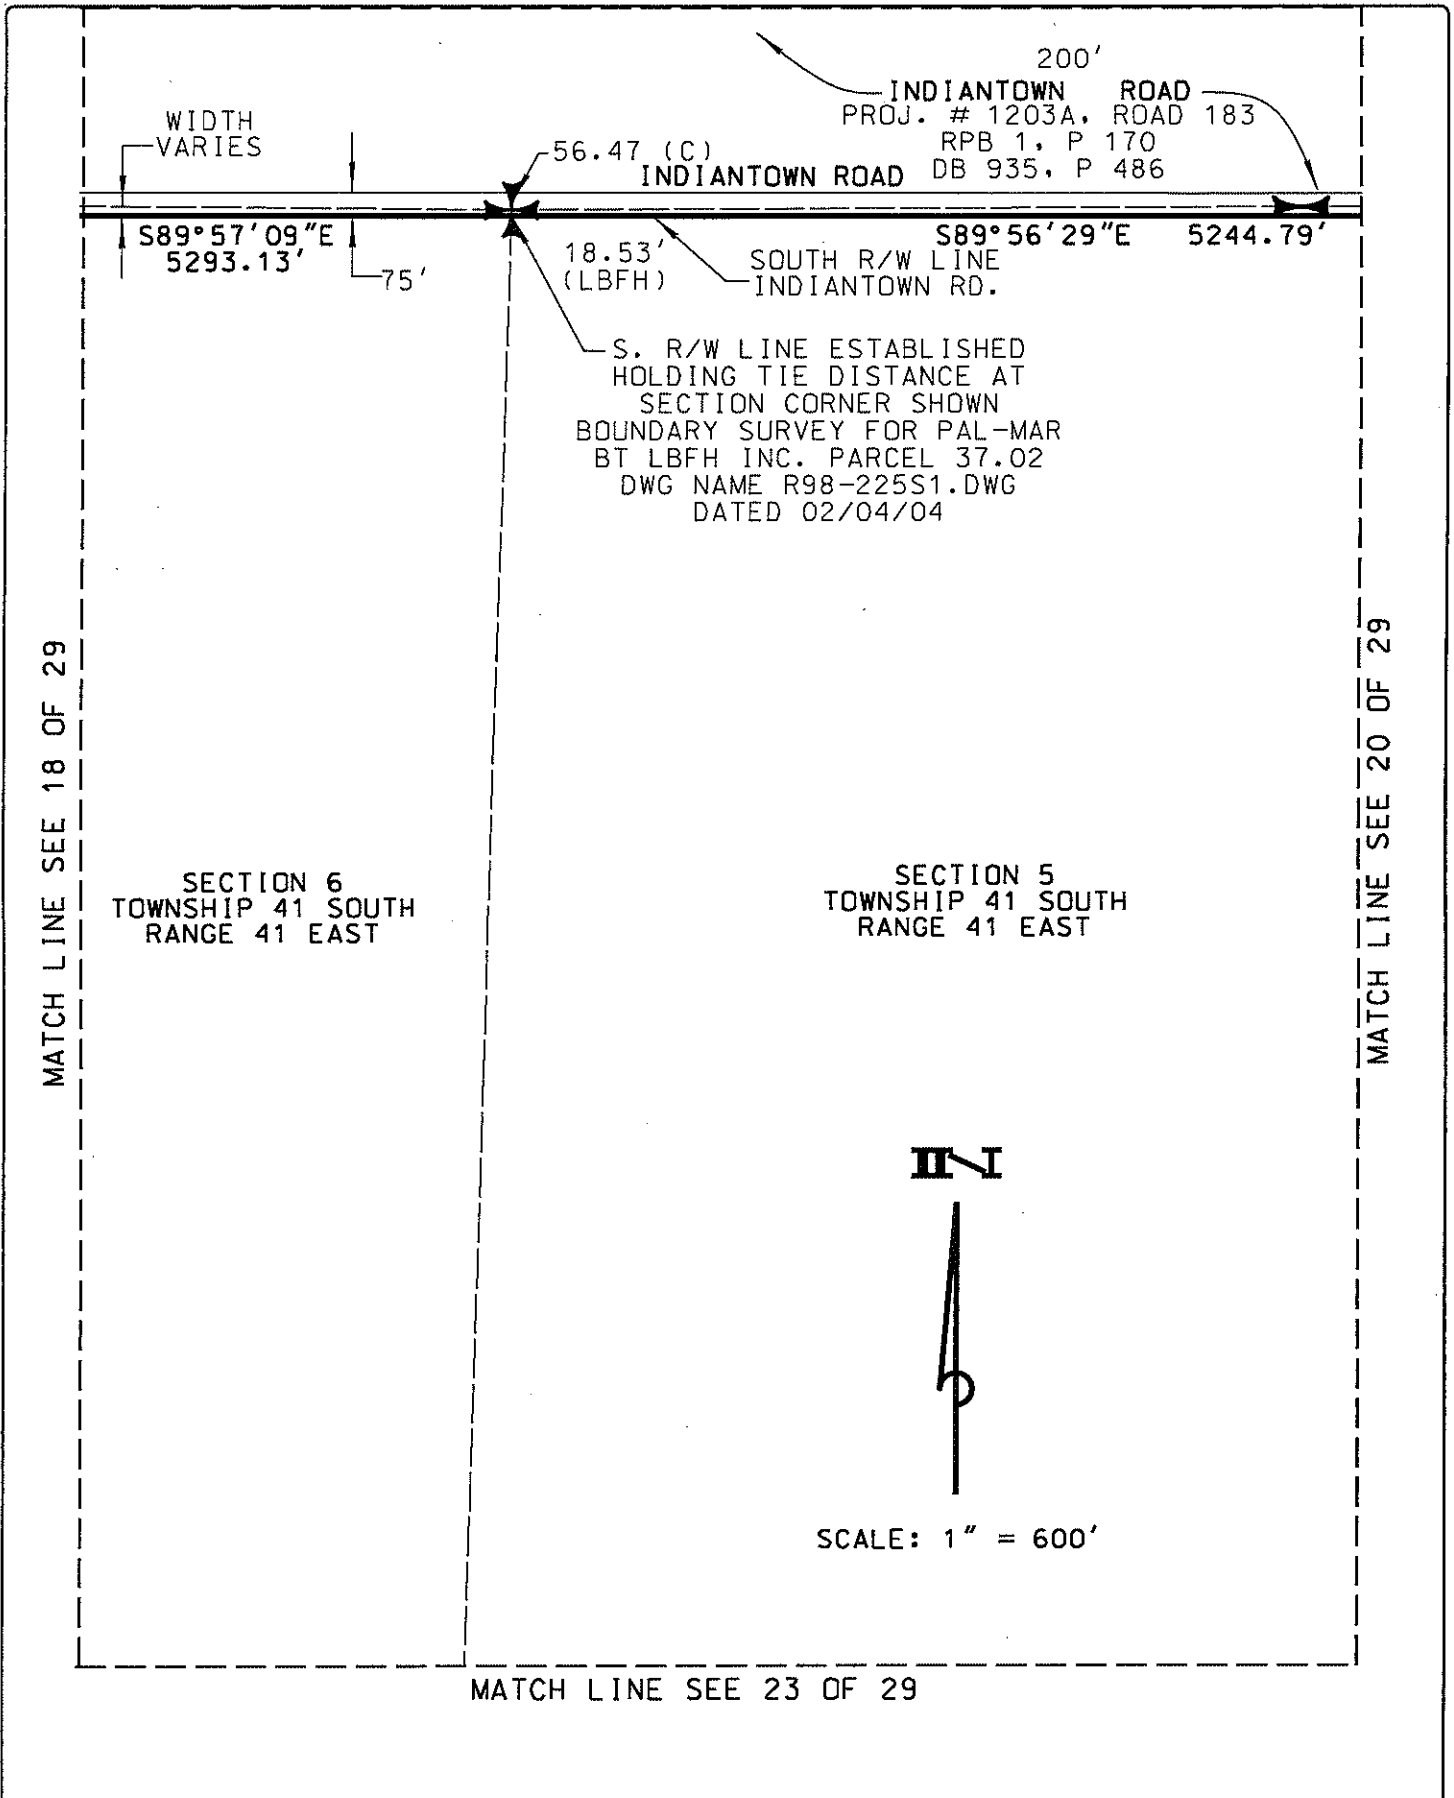 200'
INDIANTOWN ROAD
PROJ. # 1203A, ROAD 183
RPB 1, P 170
DB 935, P 486
WIDTH
VARIES
56.47 (C)
INDIANTOWN ROAD
S89°57'09"E
5293.13'
75'
18.53'
(LBFH)
SOUTH R/W LINE
INDIANTOWN RD.
S89°56'29"E 5244.79'
S. R/W LINE ESTABLISHED
HOLDING TIE DISTANCE AT
SECTION CORNER SHOWN
BOUNDARY SURVEY FOR PAL-MAR
BT LBFH INC. PARCEL 37.02
DWG NAME R98-225S1.DWG
DATED 02/04/04
MATCH LINE SEE 18 OF 29
MATCH LINE SEE 20 OF 29
SECTION 6
TOWNSHIP 41 SOUTH
RANGE 41 EAST
SECTION 5
TOWNSHIP 41 SOUTH
RANGE 41 EAST
N
SCALE: 1" = 600'
MATCH LINE SEE 23 OF 29